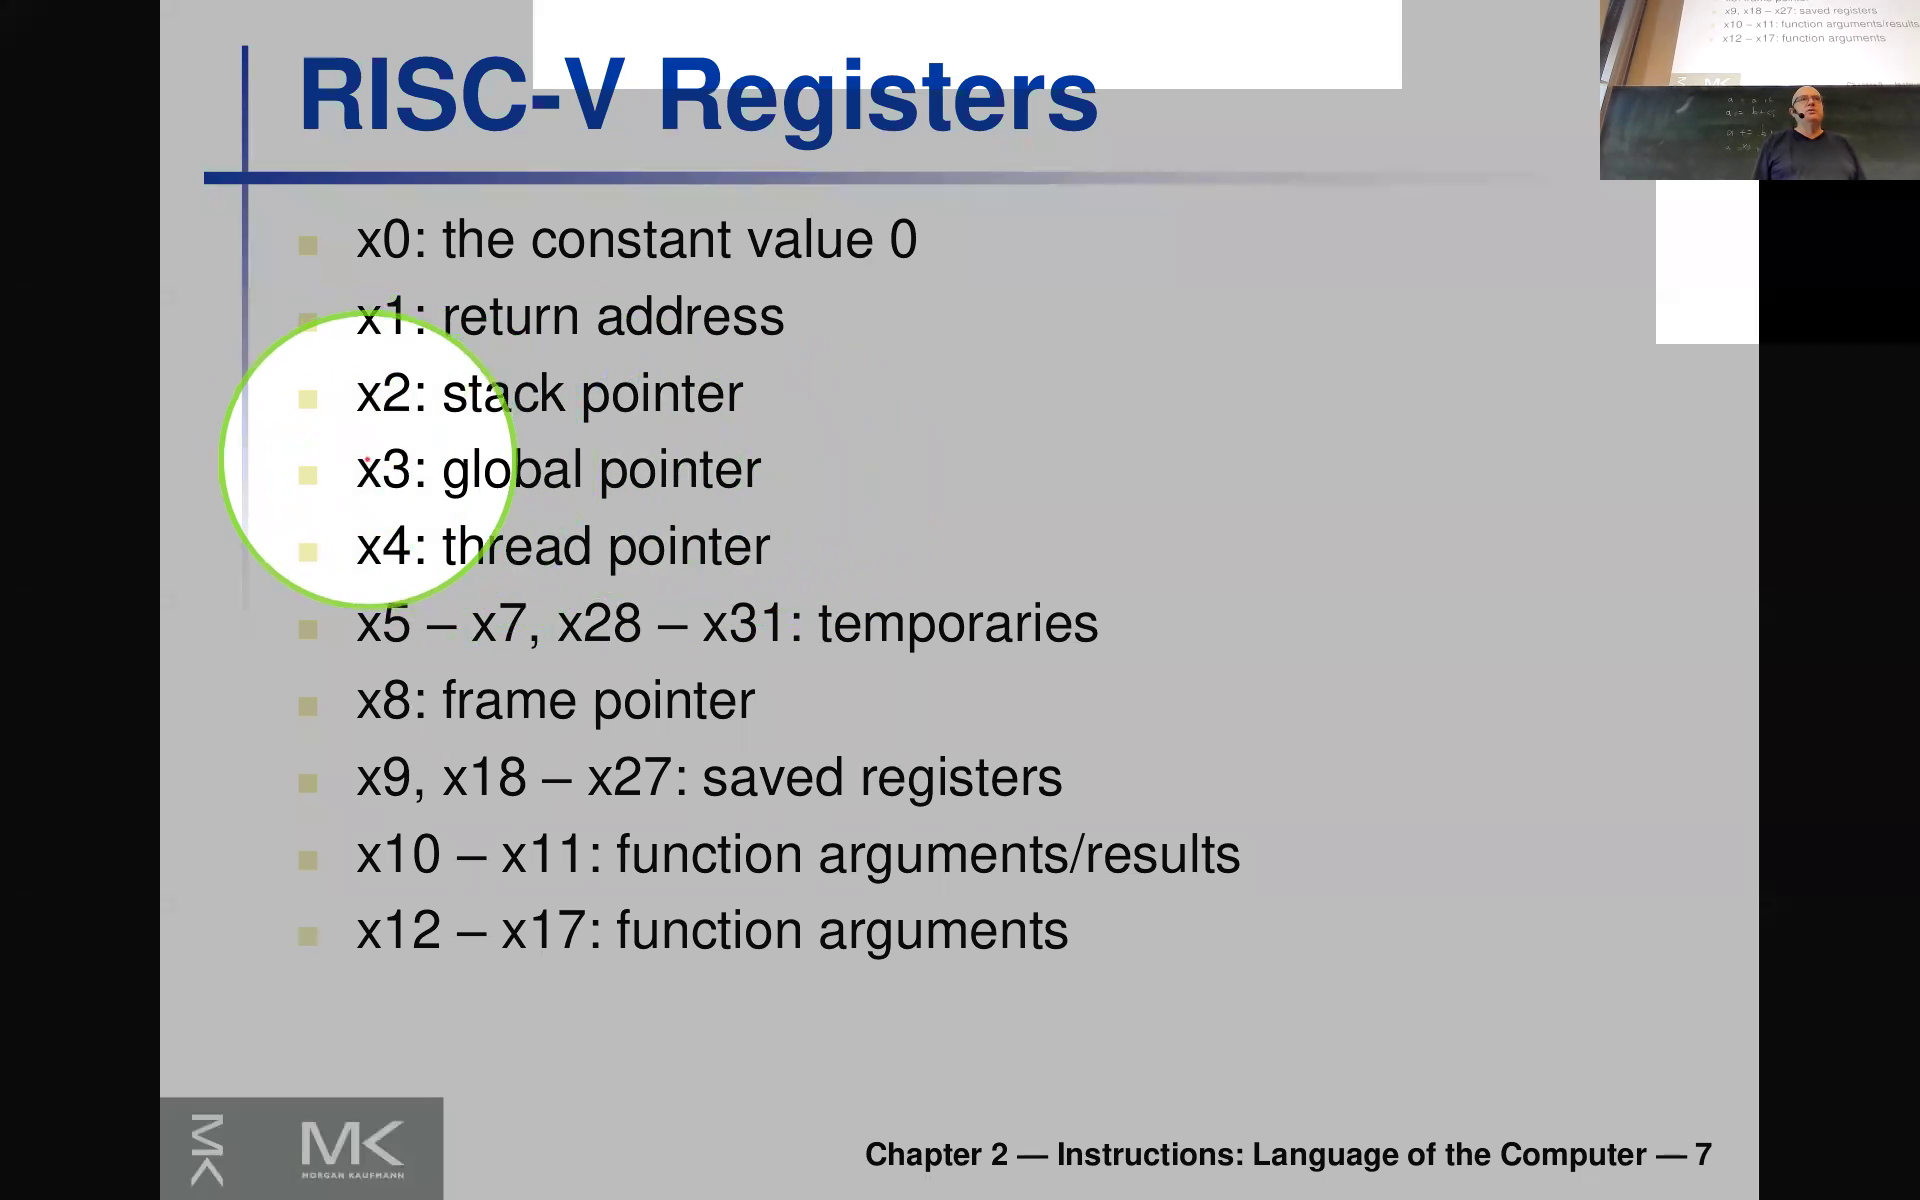 RISC-V Registers
x0: the constant value 0
x1: return address
x2: stack pointer
x3: global pointer
x4: thread pointer
x5 – x7, x28 – x31: temporaries
x8: frame pointer
x9, x18 – x27: saved registers
x10 – x11: function arguments/results
x12 – x17: function arguments
MK
MK
MORGAN KAUFMANN
Chapter 2 — Instructions: Language of the Computer — 7
x9, x18 – x27: saved registers
x10 – x11: function arguments/results
x12 – x17: function arguments